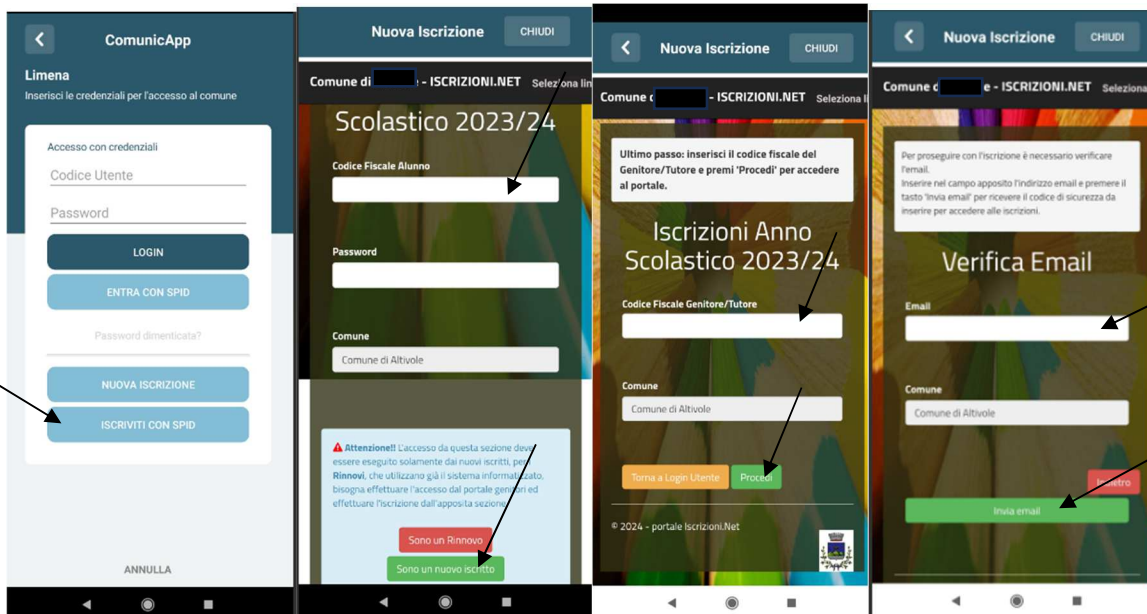 ComunicApp
Limena
Inserisci le credenziali per l'accesso al comune
Accesso con credenziali
Codice Utente
Password
LOGIN
ENTRA CON SPID
Password dimenticata?
NUOVA ISCRIZIONE
ISCRIVITI CON SPID
ANNULLA
Nuova Iscrizione
CHIUDI
Comune di - ISCRIZIONI.NET Seleziona lin
Scolastico 2023/24
Codice Fiscale Alunno
Password
Comune
Comune di Altivole
Attenzione!! L'accesso da questa sezione deve
essere eseguito solamente dai nuovi iscritti, per i
Rinnovi, che utilizzano già il sistema informatizzato,
bisogna effettuare l'accesso dal portale genitori ed
effettuare l'iscrizione dall'apposita sezione
Sono un Rinnovo
Sono un nuovo iscritto
Nuova Iscrizione
CHIUDI
Comune - ISCRIZIONI.NET Seleziona li
Ultimo passo: inserisci il codice fiscale del
Genitore/Tutore e premi 'Procedi' per accedere
al portale.
Iscrizioni Anno
Scolastico 2023/24
Codice Fiscale Genitore/Tutore
Comune
Comune di Altivole
Torna a Login Utente
Procedi
© 2024 - portale Iscrizioni.Net
Nuova Iscrizione
CHIUDI
Comune d e - ISCRIZIONI.NET Seleziona
Per proseguire con l'iscrizione è necessario verificare
l'email.
Inserire nel campo apposito l'indirizzo email e premere il
tasto 'Invia email' per ricevere il codice di sicurezza da
inserire per accedere alle iscrizioni.
Verifica Email
Email
Comune
Comune di Altivole
Indietro
Invia email